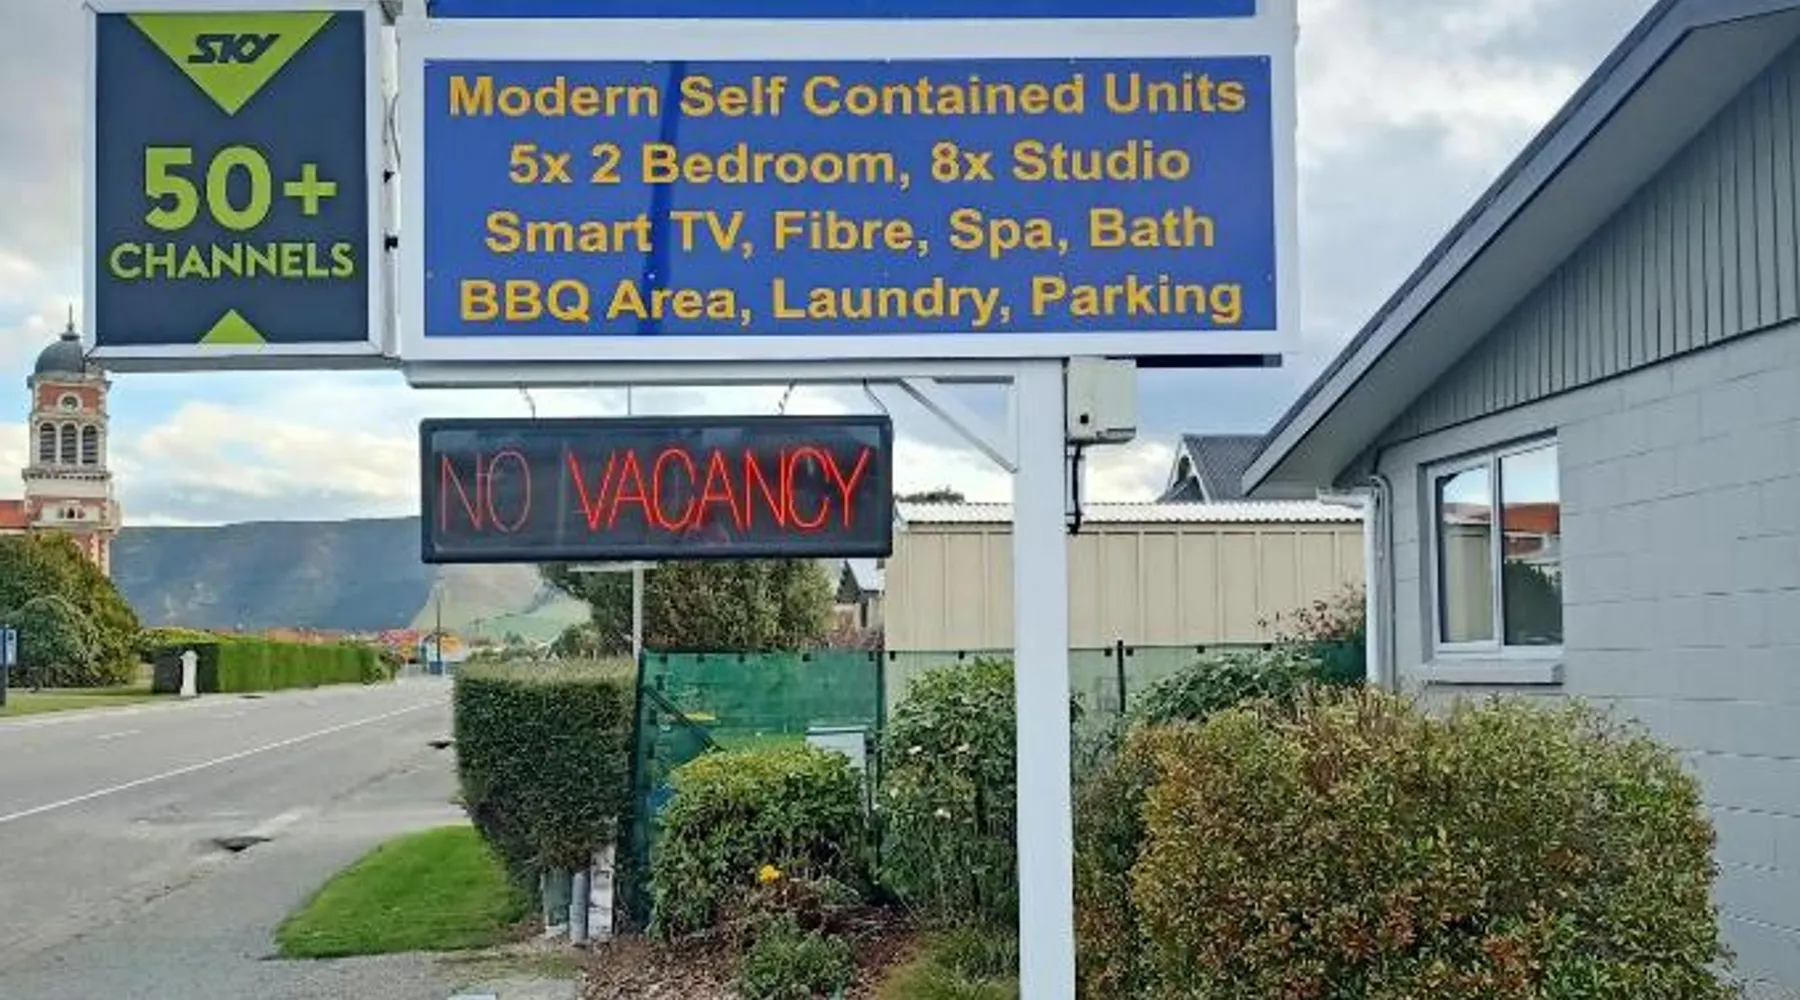 SKY
50+
CHANNELS
Modern Self Contained Units
5x 2 Bedroom, 8x Studio
Smart TV, Fibre, Spa, Bath
BBQ Area, Laundry, Parking
NO VACANCY